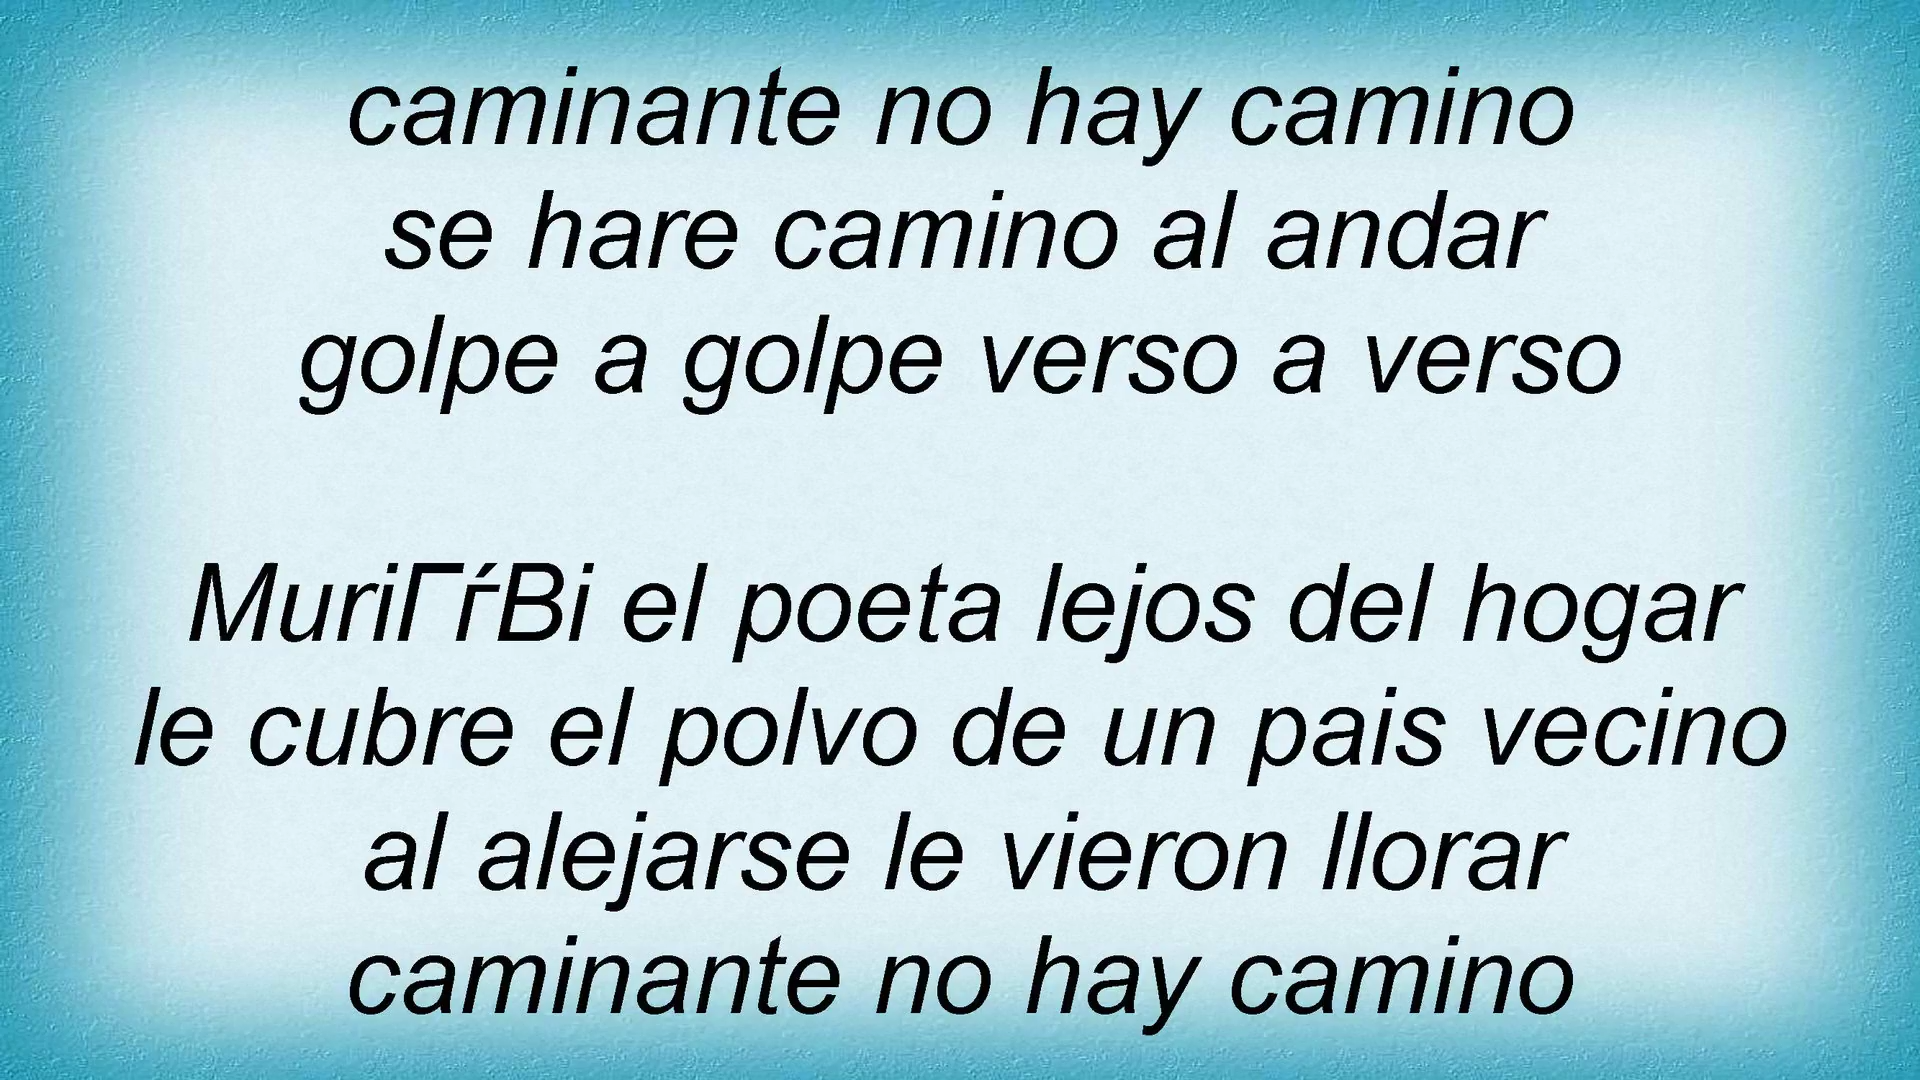 caminante no hay camino
se hare camino al andar
golpe a golpe verso a verso
MuriГѓВі el poeta lejos del hogar
le cubre el polvo de un pais vecino
al alejarse le vieron llorar
caminante no hay camino